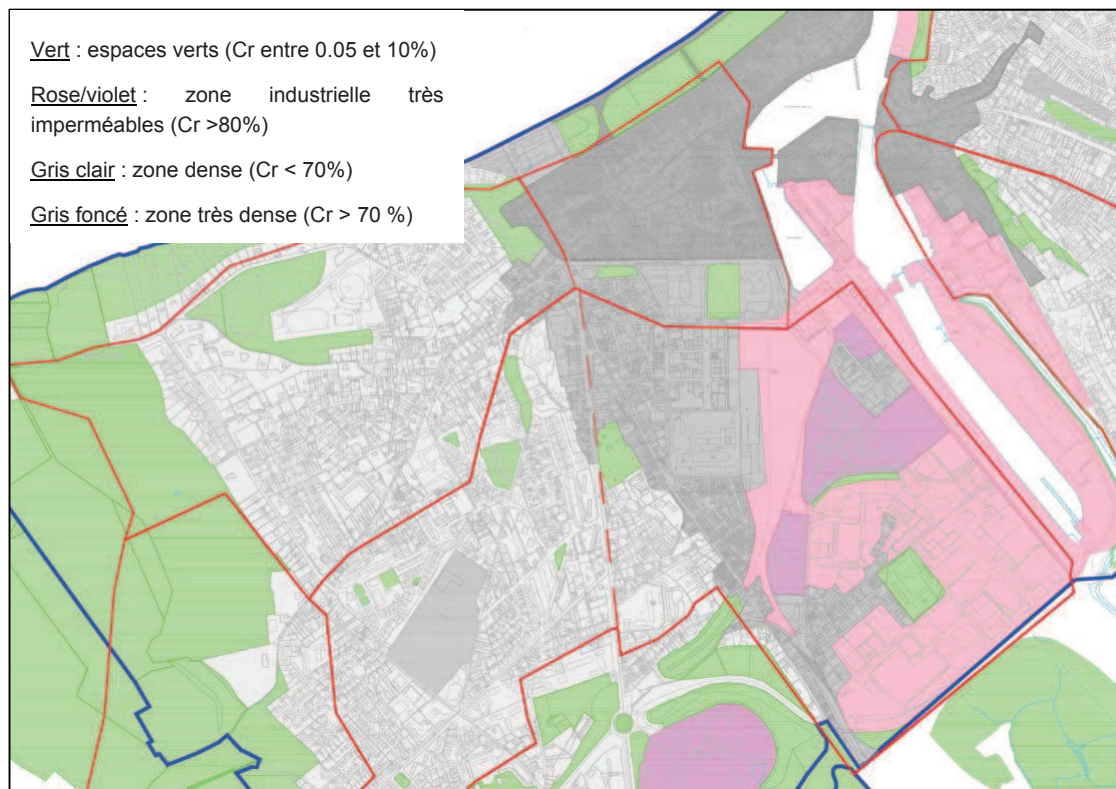 Vert : espaces verts (Cr entre 0.05 et 10%)
Rose/violet : zone industrielle très
imperméables (Cr >80%)
Gris clair : zone dense (Cr < 70%)
Gris foncé : zone très dense (Cr > 70 %)